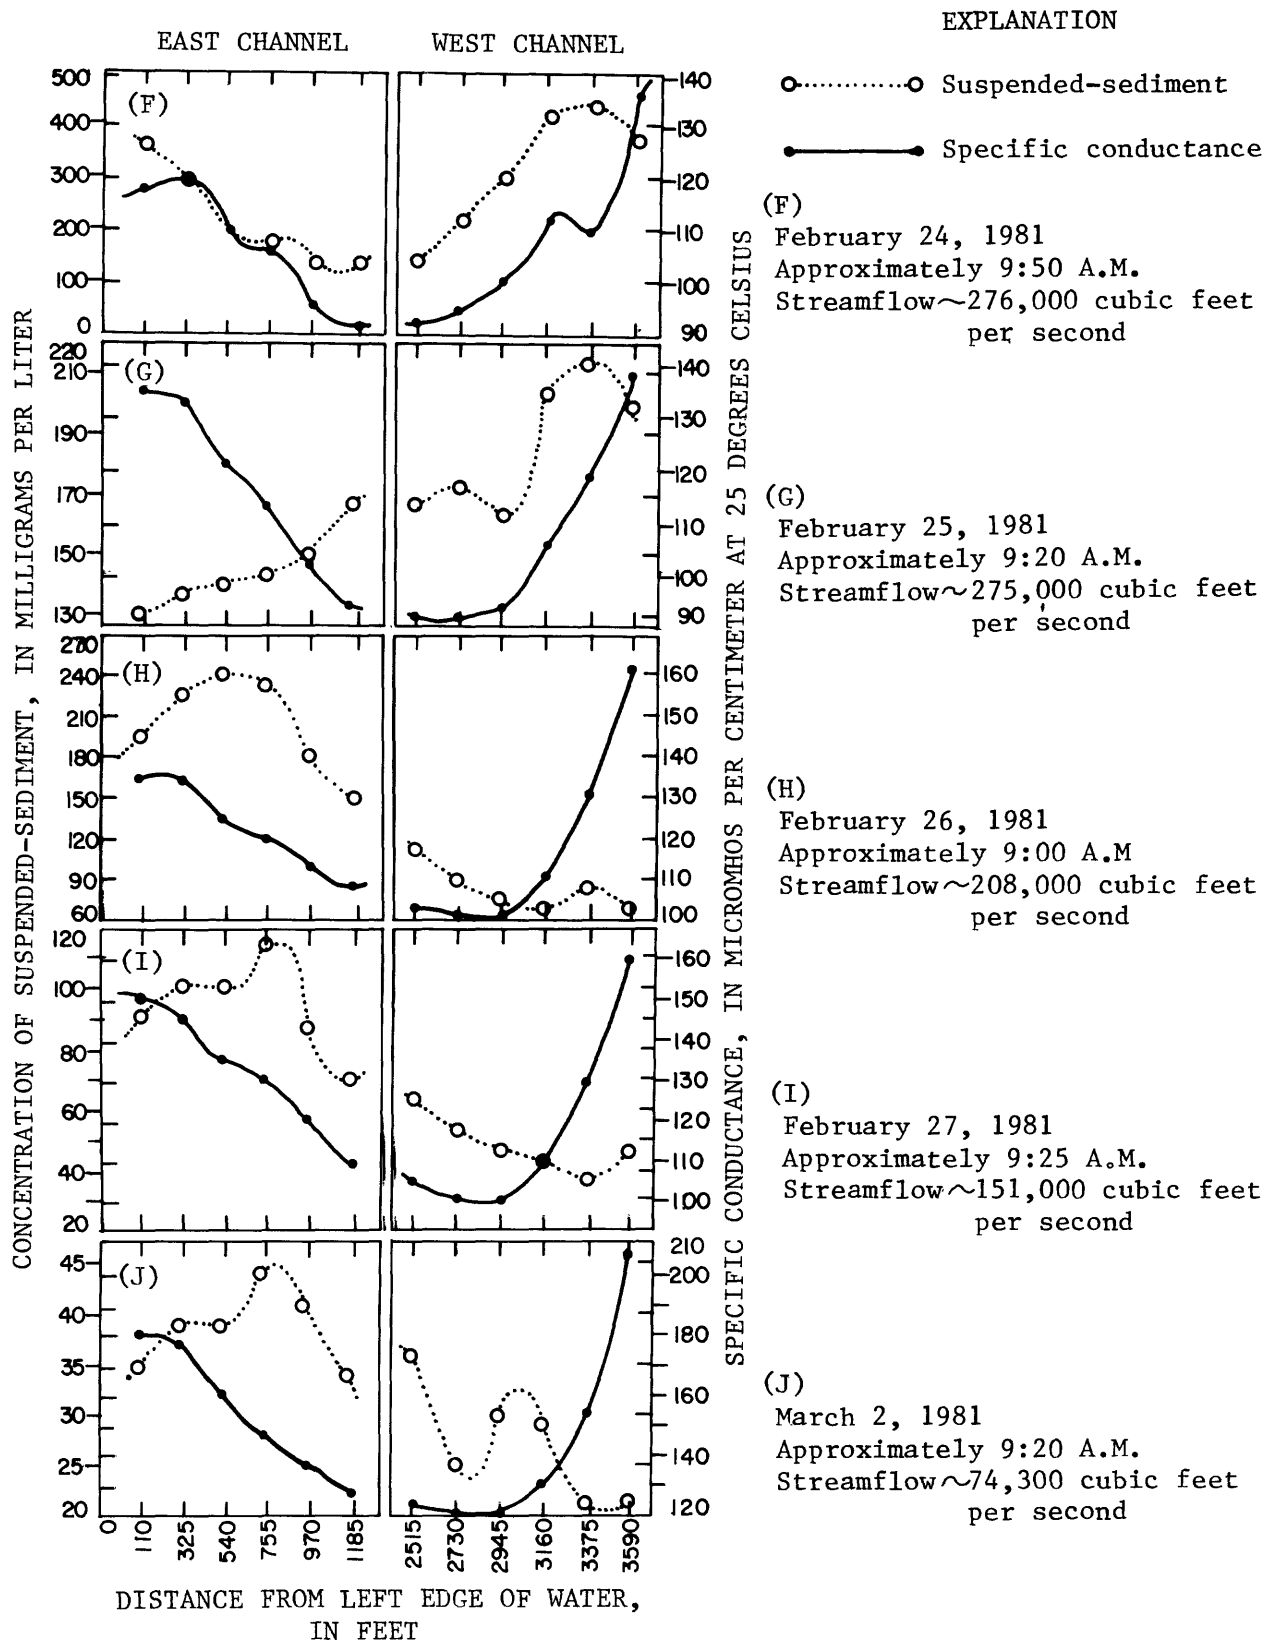 EAST CHANNEL
WEST CHANNEL
EXPLANATION
Suspended-sediment
Specific conductance
CONCENTRATION OF SUSPENDED-SEDIMENT, IN MILLIGRAMS PER LITER
SPECIFIC CONDUCTANCE, IN MICROMHOS PER CENTIMETER AT 25 DEGREES CELSIUS
(F)
500
400
300
200
100
0
140
130
120
110
100
90
(F)
February 24, 1981
Approximately 9:50 A.M.
Streamflow~276,000 cubic feet
per second
(G)
220
210
190
170
150
130
140
130
120
110
100
90
(G)
February 25, 1981
Approximately 9:20 A.M.
Streamflow~275,000 cubic feet
per second
(H)
270
240
210
180
150
120
90
60
160
150
140
130
120
110
100
(H)
February 26, 1981
Approximately 9:00 A.M
Streamflow~208,000 cubic feet
per second
(I)
120
100
80
60
40
20
160
150
140
130
120
110
100
(I)
February 27, 1981
Approximately 9:25 A.M.
Streamflow~151,000 cubic feet
per second
(J)
45
40
35
30
25
20
210
200
180
160
140
120
(J)
March 2, 1981
Approximately 9:20 A.M.
Streamflow~74,300 cubic feet
per second
0 110 325 540 755 970 1185 2515 2730 2945 3160 3375 3590
DISTANCE FROM LEFT EDGE OF WATER,
IN FEET